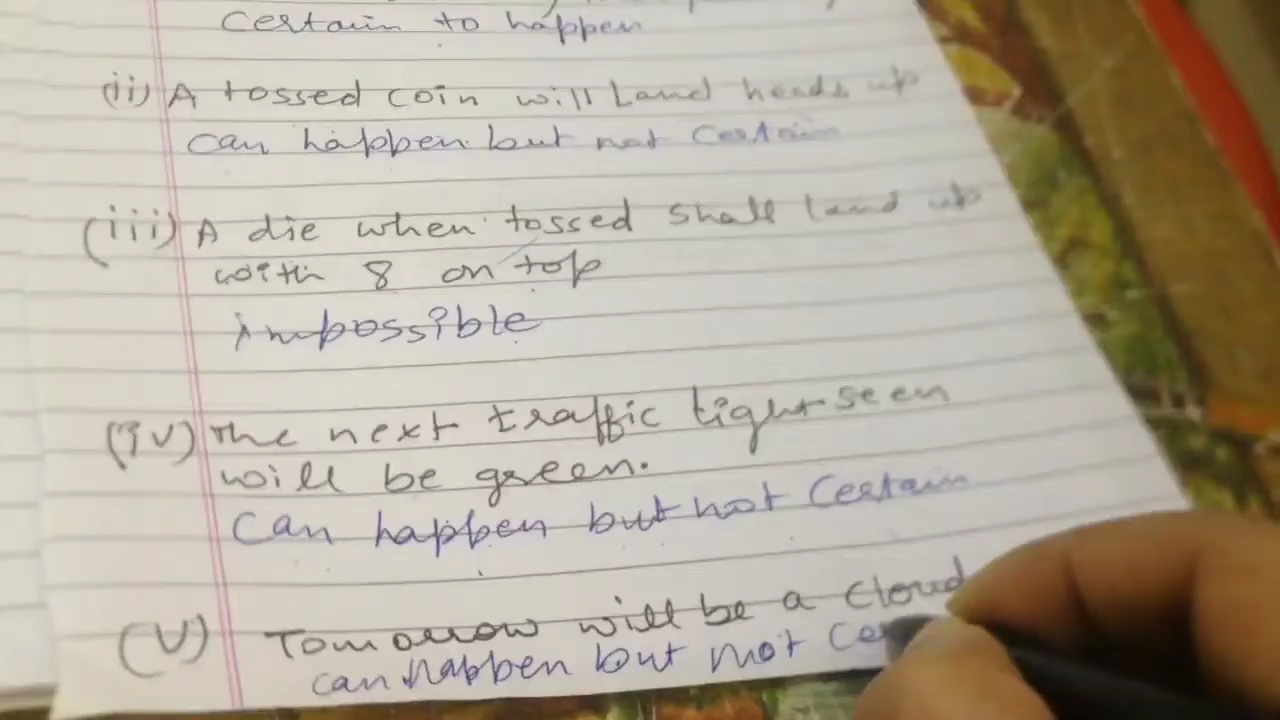 certain to happen
(ii) A tossed coin will land heads up
can happen but not certain
(iii) A die when tossed shall land up
with 8 on top
impossible
(iv) The next traffic light seen
will be green.
Can happen but not certain
(v) Tomorrow will be a cloud
can happen but not ce